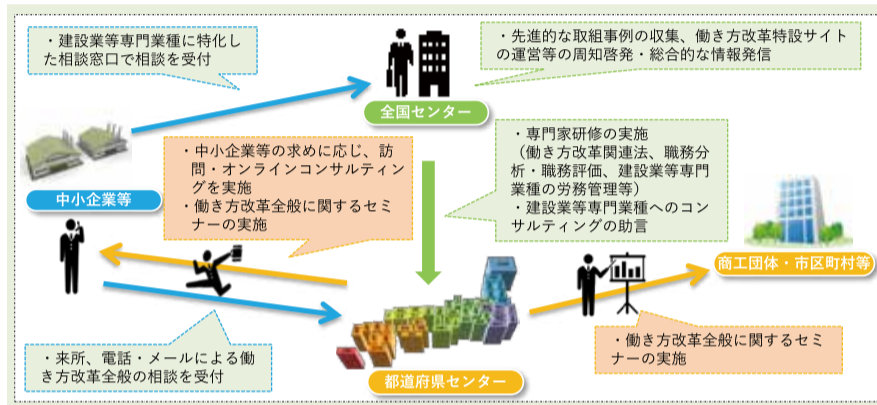 ・建設業等専門業種に特化し
た相談窓口で相談を受付
・先進的な取組事例の収集、働き方改革特設サイト
の運営等の周知啓発・総合的な情報発信
全国センター
・中小企業等の求めに応じ、訪
問・オンラインコンサルティン
グを実施
・働き方改革全般に関するセミ
ナーの実施
・専門家研修の実施
（働き方改革関連法、職務分
析・職務評価、建設業等専門
業種の労務管理等）
・建設業等専門業種へのコン
サルティングの助言
中小企業等
商工団体・市区町村等
・来所、電話・メールによる働
き方改革全般の相談を受付
都道府県センター
・働き方改革全般に関するセミ
ナーの実施